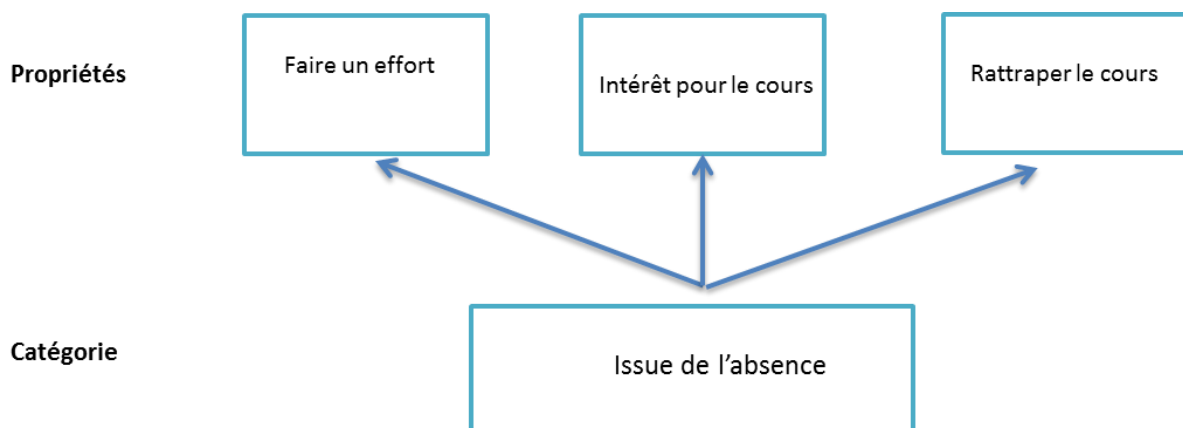 Propriétés
Faire un effort
Intérêt pour le cours
Rattraper le cours
Catégorie
Issue de l’absence